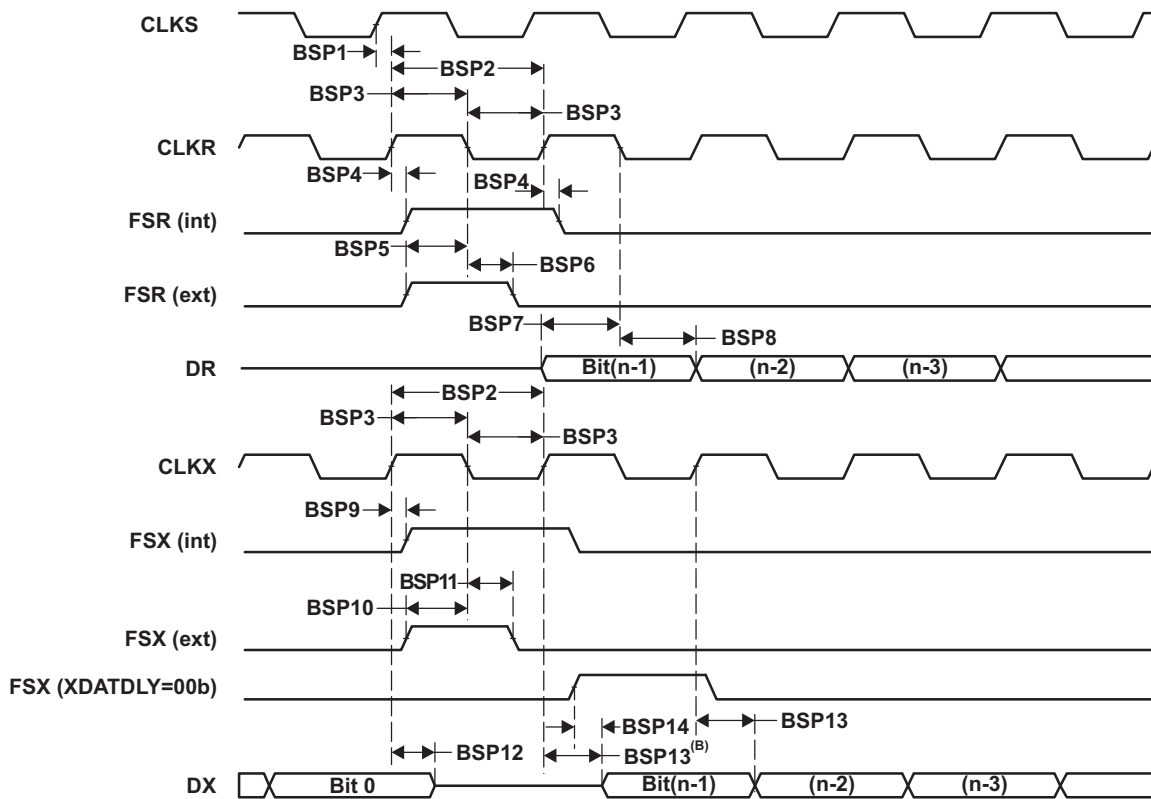 CLKS
BSP1
BSP2
BSP3
BSP3
CLKR
BSP4
BSP4
FSR (int)
BSP5
BSP6
FSR (ext)
BSP7
BSP8
DR
Bit(n-1)
(n-2)
(n-3)
BSP2
BSP3
BSP3
CLKX
BSP9
FSX (int)
BSP11
BSP10
FSX (ext)
FSX (XDATDLY=00b)
BSP14
BSP13
BSP12
BSP13(B)
DX
Bit 0
Bit(n-1)
(n-2)
(n-3)